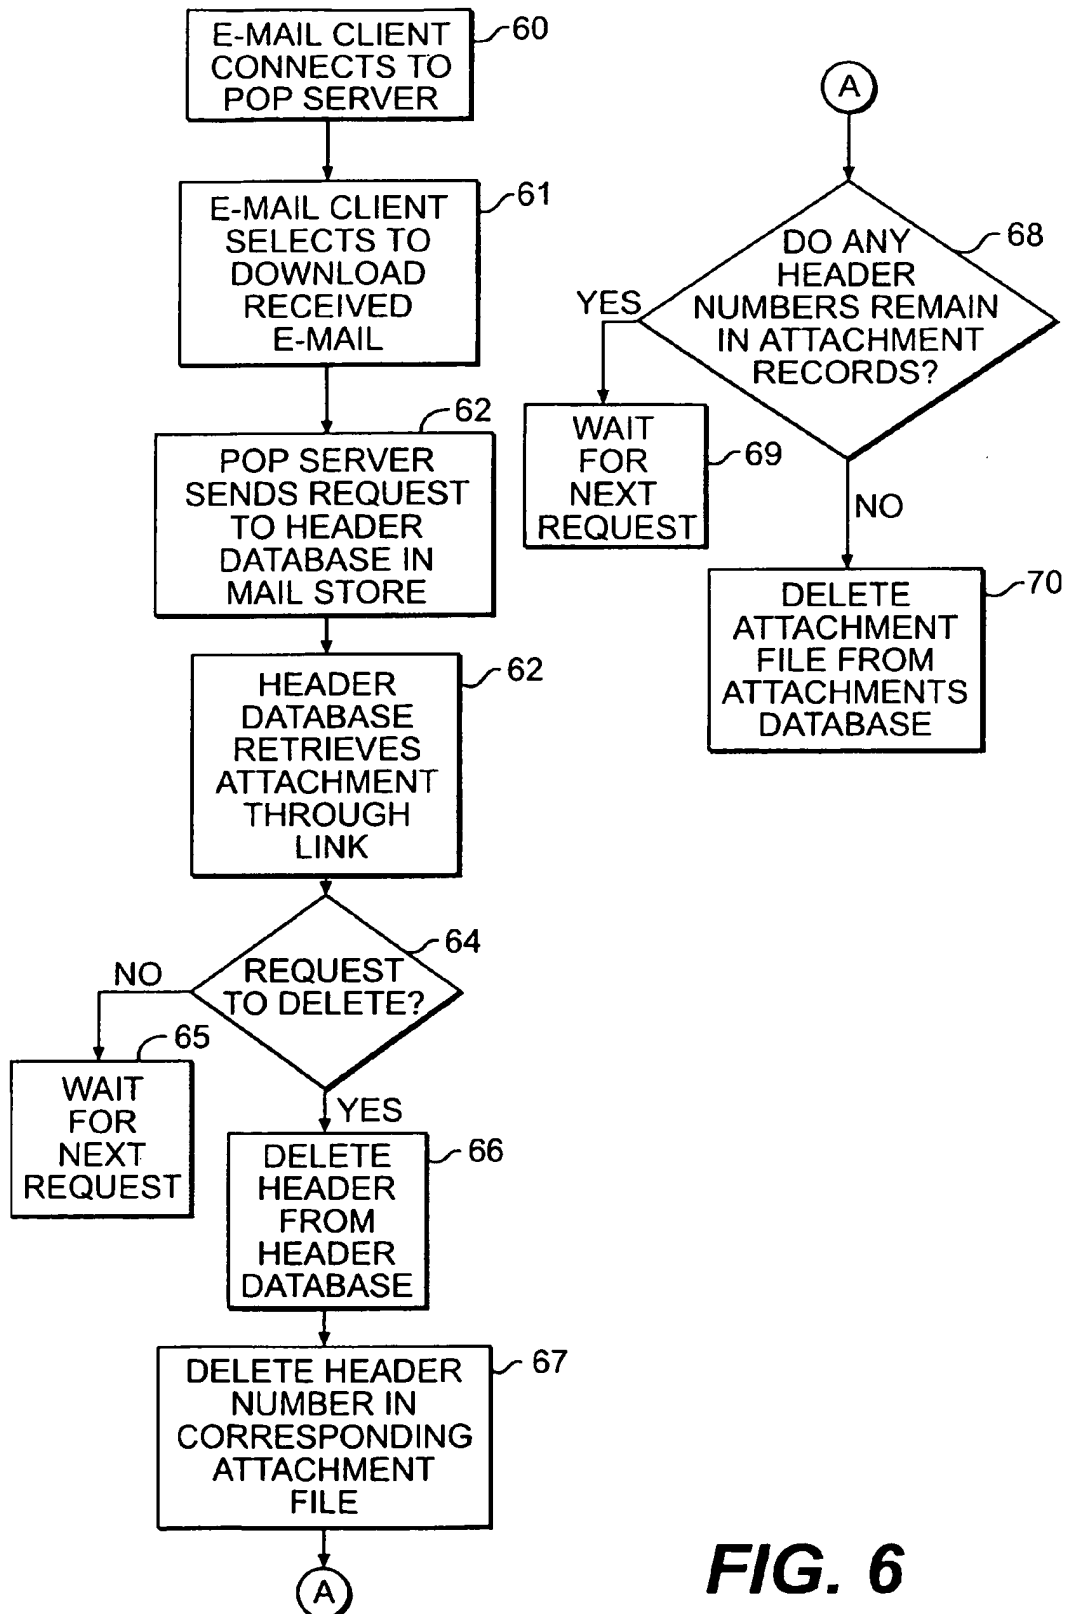 E-MAIL CLIENT
CONNECTS TO
POP SERVER
60
E-MAIL CLIENT
SELECTS TO
DOWNLOAD
RECEIVED
E-MAIL
61
POP SERVER
SENDS REQUEST
TO HEADER
DATABASE IN
MAIL STORE
62
HEADER
DATABASE
RETRIEVES
ATTACHMENT
THROUGH
LINK
62
REQUEST
TO DELETE?
64
NO
WAIT
FOR
NEXT
REQUEST
65
YES
DELETE
HEADER
FROM
HEADER
DATABASE
66
DELETE HEADER
NUMBER IN
CORRESPONDING
ATTACHMENT
FILE
67
A
A
DO ANY
HEADER
NUMBERS REMAIN
IN ATTACHMENT
RECORDS?
68
YES
WAIT
FOR
NEXT
REQUEST
69
NO
DELETE
ATTACHMENT
FILE FROM
ATTACHMENTS
DATABASE
70
FIG. 6